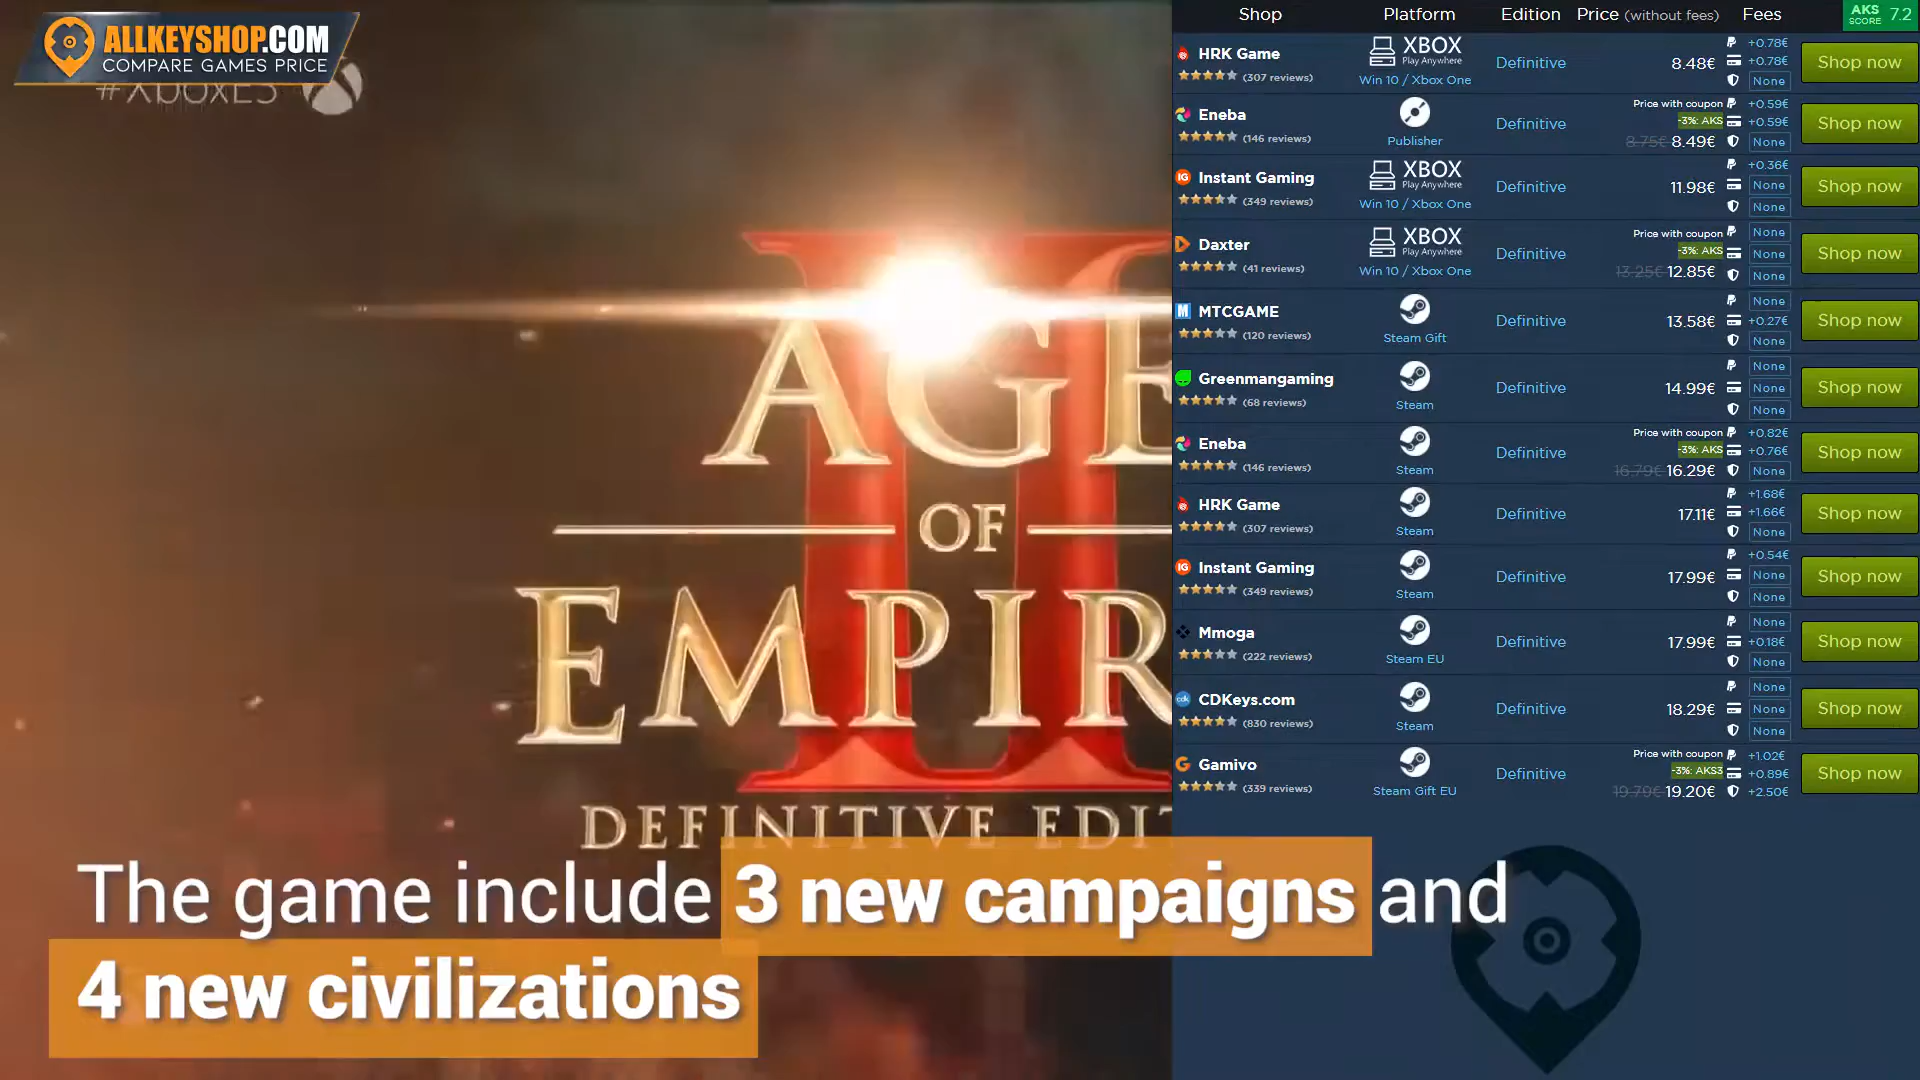 ALLKEYSHOP.COM
COMPARE GAMES PRICE
#XBOXE3
AGE
OF
EMPIR
II
DEFINITIVE EDIT
The game include 3 new campaigns and
4 new civilizations
Shop Platform Edition Price (without fees) Fees AKS SCORE 7.2
HRK Game
(307 reviews)
XBOX
Play Anywhere
Win 10 / Xbox One
Definitive
8.48€
+0.78€
+0.78€
None
Shop now
Eneba
(146 reviews)
Publisher
Definitive
Price with coupon
-3%: AKS
8.75€ 8.49€
+0.59€
+0.59€
None
Shop now
Instant Gaming
(349 reviews)
XBOX
Play Anywhere
Win 10 / Xbox One
Definitive
11.98€
+0.36€
None
None
Shop now
Daxter
(41 reviews)
XBOX
Play Anywhere
Win 10 / Xbox One
Definitive
Price with coupon
-3%: AKS
13.25€ 12.85€
None
None
None
Shop now
MTCGAME
(120 reviews)
Steam Gift
Definitive
13.58€
None
+0.27€
None
Shop now
Greenmangaming
(68 reviews)
Steam
Definitive
14.99€
None
None
None
Shop now
Eneba
(146 reviews)
Steam
Definitive
Price with coupon
-3%: AKS
16.79€ 16.29€
+0.82€
+0.76€
None
Shop now
HRK Game
(307 reviews)
Steam
Definitive
17.11€
+1.68€
+1.66€
None
Shop now
Instant Gaming
(349 reviews)
Steam
Definitive
17.99€
+0.54€
None
None
Shop now
Mmoga
(222 reviews)
Steam EU
Definitive
17.99€
None
+0.18€
None
Shop now
CDKeys.com
(830 reviews)
Steam
Definitive
18.29€
None
None
None
Shop now
Gamivo
(339 reviews)
Steam Gift EU
Definitive
Price with coupon
-3%: AKS3
19.79€ 19.20€
+1.02€
+0.89€
+2.50€
Shop now